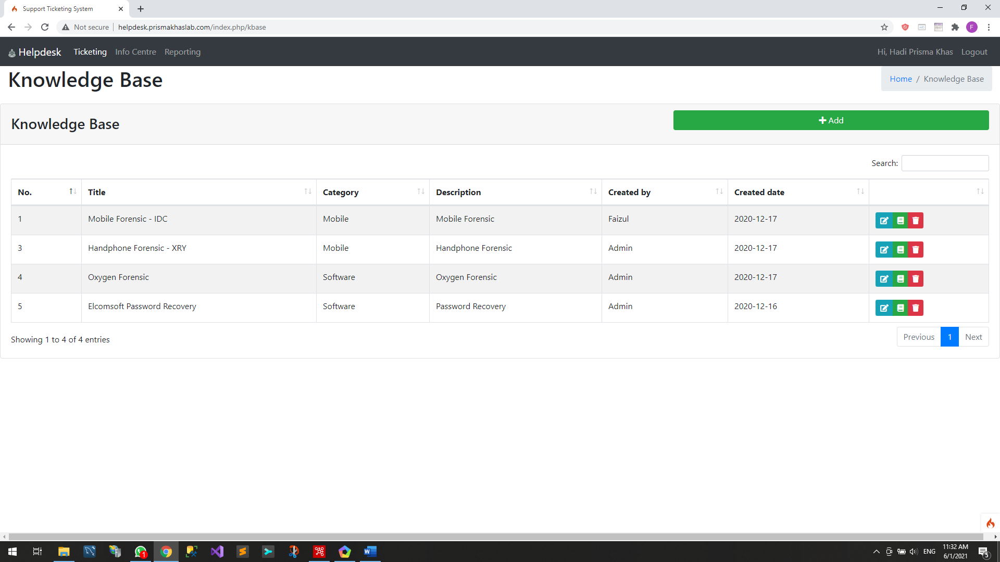 Support Ticketing System
Not secure helpdesk.prismakhaslab.com/index.php/kbase
F
Helpdesk Ticketing Info Centre Reporting Hi, Hadi Prisma Khas Logout
Knowledge Base Home / Knowledge Base
Knowledge Base Add
Search:
No. Title Category Description Created by Created date
1 Mobile Forensic - IDC Mobile Mobile Forensic Faizul 2020-12-17
3 Handphone Forensic - XRY Mobile Handphone Forensic Admin 2020-12-17
4 Oxygen Forensic Software Oxygen Forensic Admin 2020-12-17
5 Elcomsoft Password Recovery Software Password Recovery Admin 2020-12-16
Showing 1 to 4 of 4 entries Previous 1 Next
1 ENG 11:32 AM
6/1/2021 5